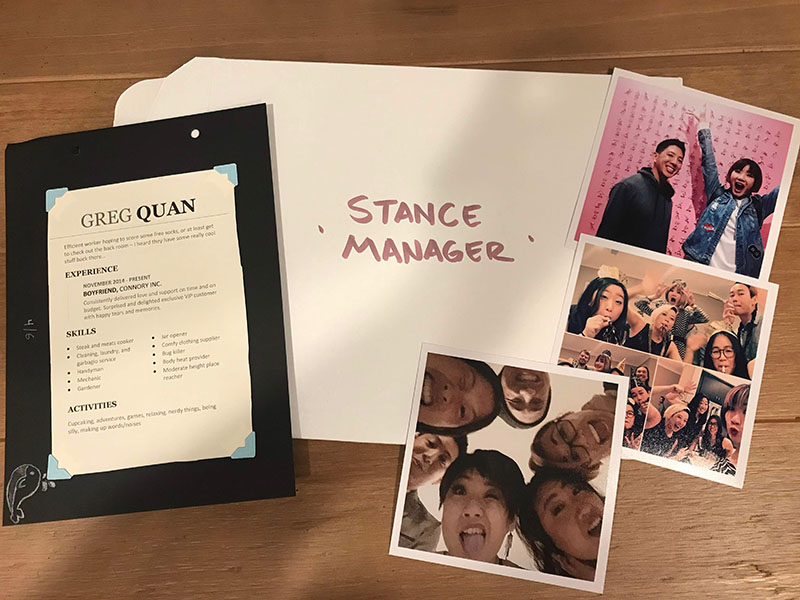 GREG QUAN
Efficient worker hoping to score some free socks, or at least get
to check out the back room – I heard they have some really cool
stuff back there…
EXPERIENCE
NOVEMBER 2014 - PRESENT
BOYFRIEND, CONNORY INC.
Consistently delivered love and support on time and on
budget. Surprised and delighted exclusive VIP customer
with happy tours and memories.
SKILLS
• Steak and meats cooker
• Cleaning, laundry, and
garbagio service
• Handyman
• Mechanic
• Gardener
• Jar opener
• Comfy clothing supplier
• Bug killer
• Body heat provider
• Moderate height place
reacher
ACTIVITIES
Cupcaking, adventures, games, relaxing, nerdy things, being
silly, making up words/noises
4/6
'STANCE
MANAGER'